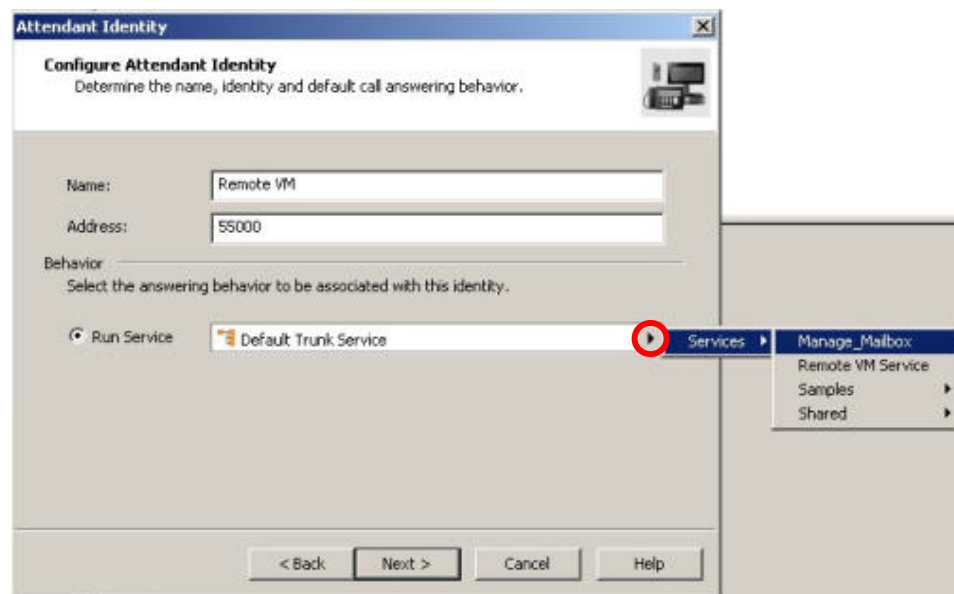 Attendant Identity
Configure Attendant Identity
Determine the name, identity and default call answering behavior.
Name:
Remote VM
Address:
55000
Behavior
Select the answering behavior to be associated with this identity.
Run Service
Default Trunk Service
Services
Manage_Mailbox
Remote VM Service
Samples
Shared
< Back
Next >
Cancel
Help